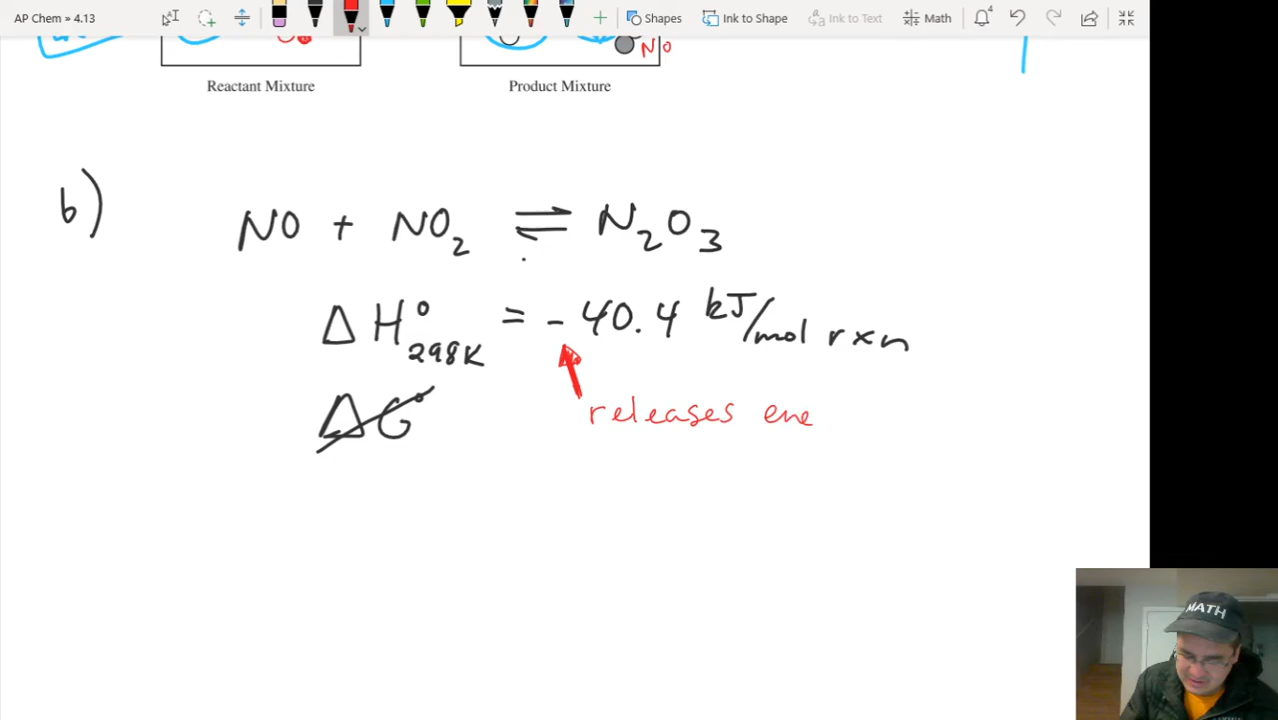 AP Chem » 4.13
Shapes
Ink to Shape
Ink to Text
Math
4
NO
Reactant Mixture
Product Mixture
b)
NO + NO₂ ⇌ N₂O₃
ΔH°298K = -40.4 kJ/mol rxn
ΔG°
releases ene
MATH